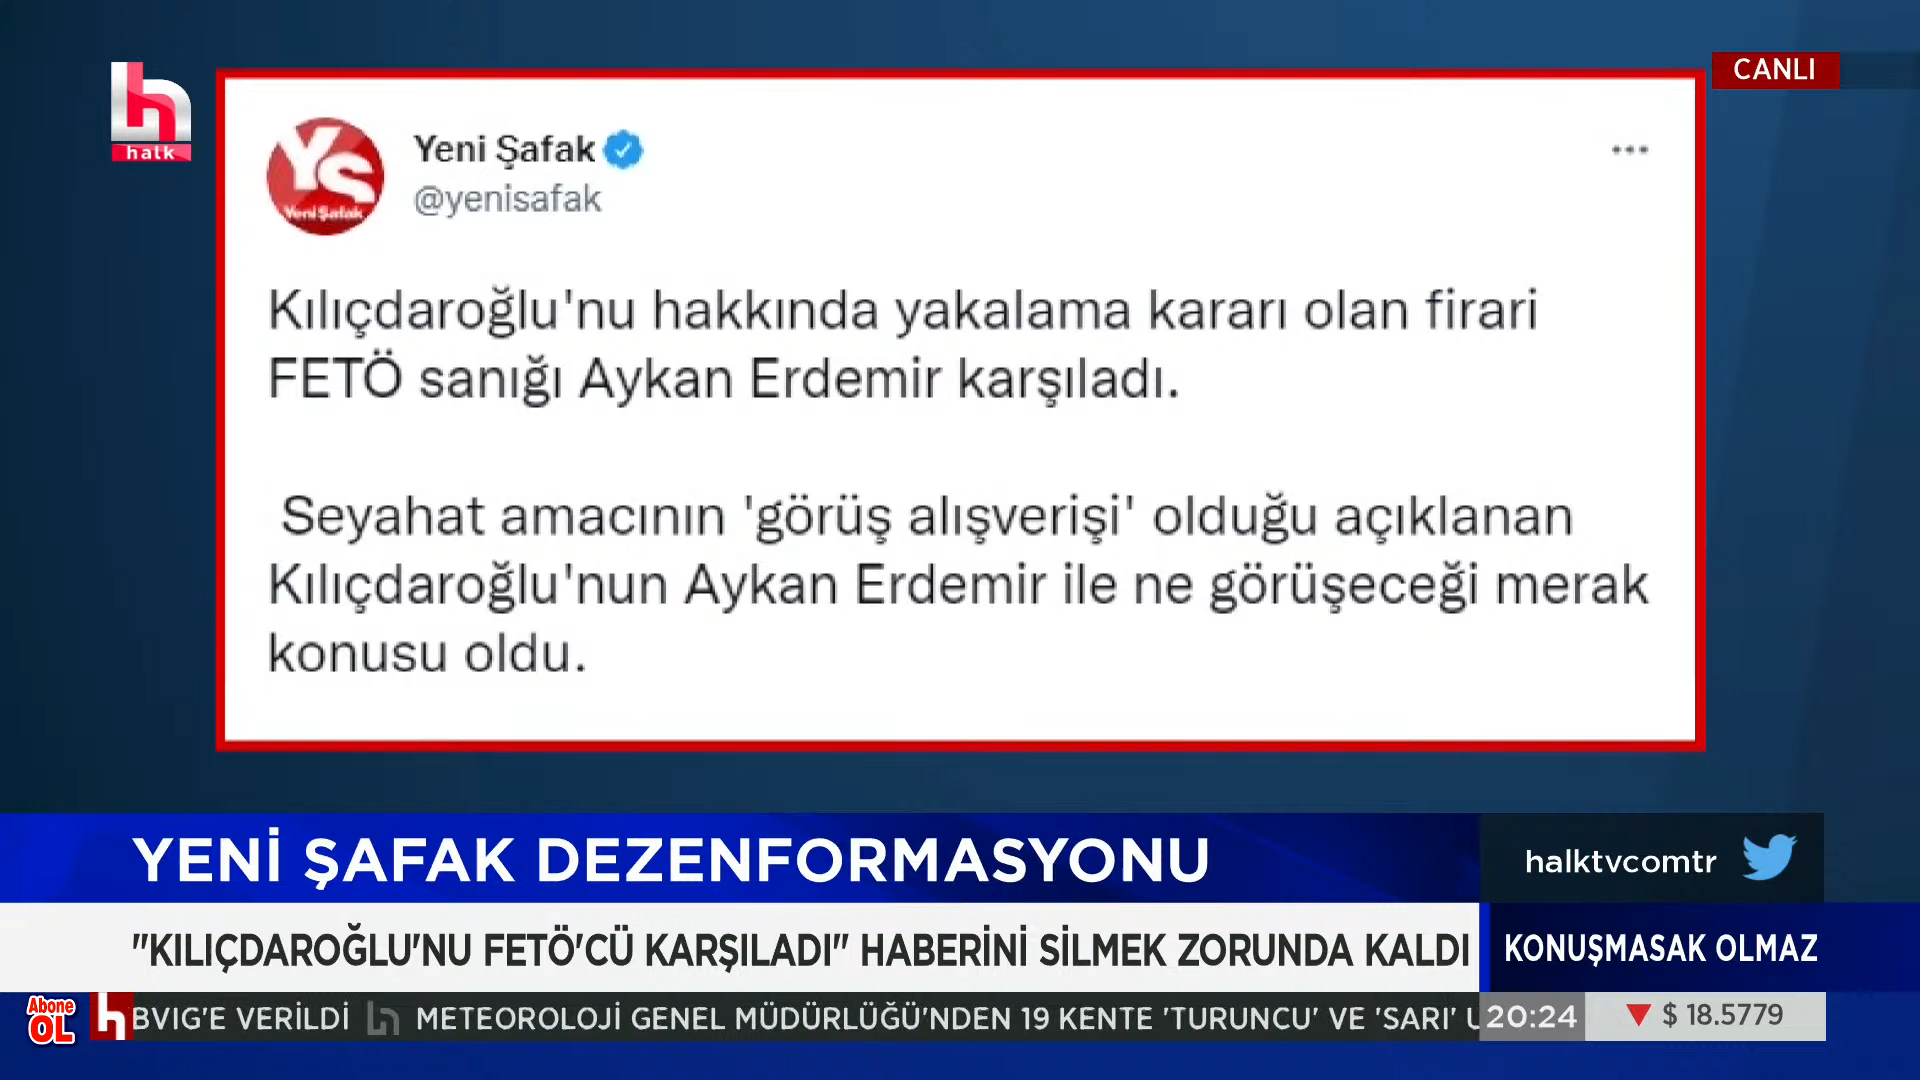 halk
CANLI
YS
Yeni Şafak
Yeni Şafak
@yenisafak
Kılıçdaroğlu'nu hakkında yakalama kararı olan firari
FETÖ sanığı Aykan Erdemir karşıladı.
Seyahat amacının 'görüş alışverişi' olduğu açıklanan
Kılıçdaroğlu'nun Aykan Erdemir ile ne görüşeceği merak
konusu oldu.
YENİ ŞAFAK DEZENFORMASYONU
halktvcomtr
"KILIÇDAROĞLU'NU FETÖ'CÜ KARŞILADI" HABERİNİ SİLMEK ZORUNDA KALDI
KONUŞMASAK OLMAZ
Abone
OL
BVIG'E VERİLDİ METEOROLOJİ GENEL MÜDÜRLÜĞÜ'NDEN 19 KENTE 'TURUNCU' VE 'SARI' U
20:24
$ 18.5779